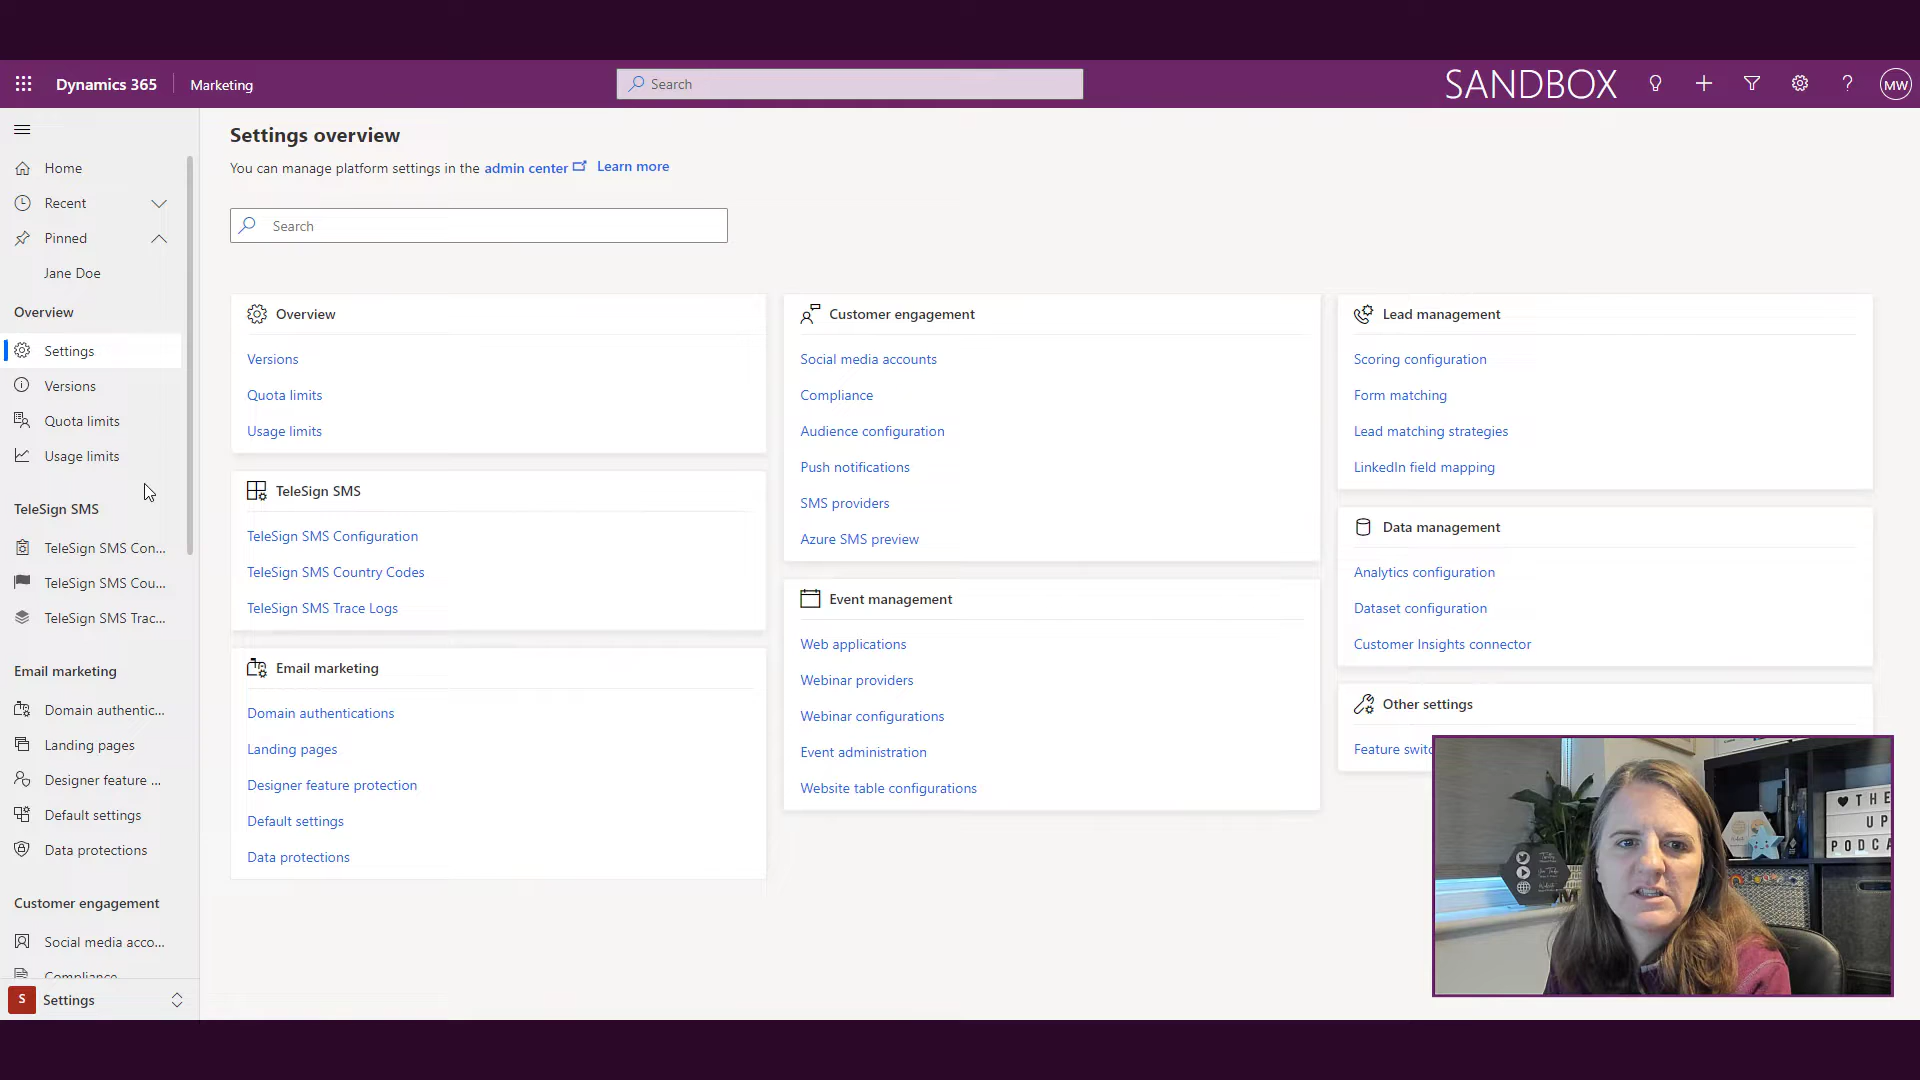 Dynamics 365
Marketing
Search
SANDBOX
MW
Home
Recent
Pinned
Jane Doe
Overview
Settings
Versions
Quota limits
Usage limits
TeleSign SMS
TeleSign SMS Con...
TeleSign SMS Cou...
TeleSign SMS Trac...
Email marketing
Domain authentic...
Landing pages
Designer feature ...
Default settings
Data protections
Customer engagement
Social media acco...
Compliance
S
Settings
Settings overview
You can manage platform settings in the admin center Learn more
Search
Overview
Versions
Quota limits
Usage limits
TeleSign SMS
TeleSign SMS Configuration
TeleSign SMS Country Codes
TeleSign SMS Trace Logs
Email marketing
Domain authentications
Landing pages
Designer feature protection
Default settings
Data protections
Customer engagement
Social media accounts
Compliance
Audience configuration
Push notifications
SMS providers
Azure SMS preview
Event management
Web applications
Webinar providers
Webinar configurations
Event administration
Website table configurations
Lead management
Scoring configuration
Form matching
Lead matching strategies
LinkedIn field mapping
Data management
Analytics configuration
Dataset configuration
Customer Insights connector
Other settings
Feature switc
THE
UP
PODCA